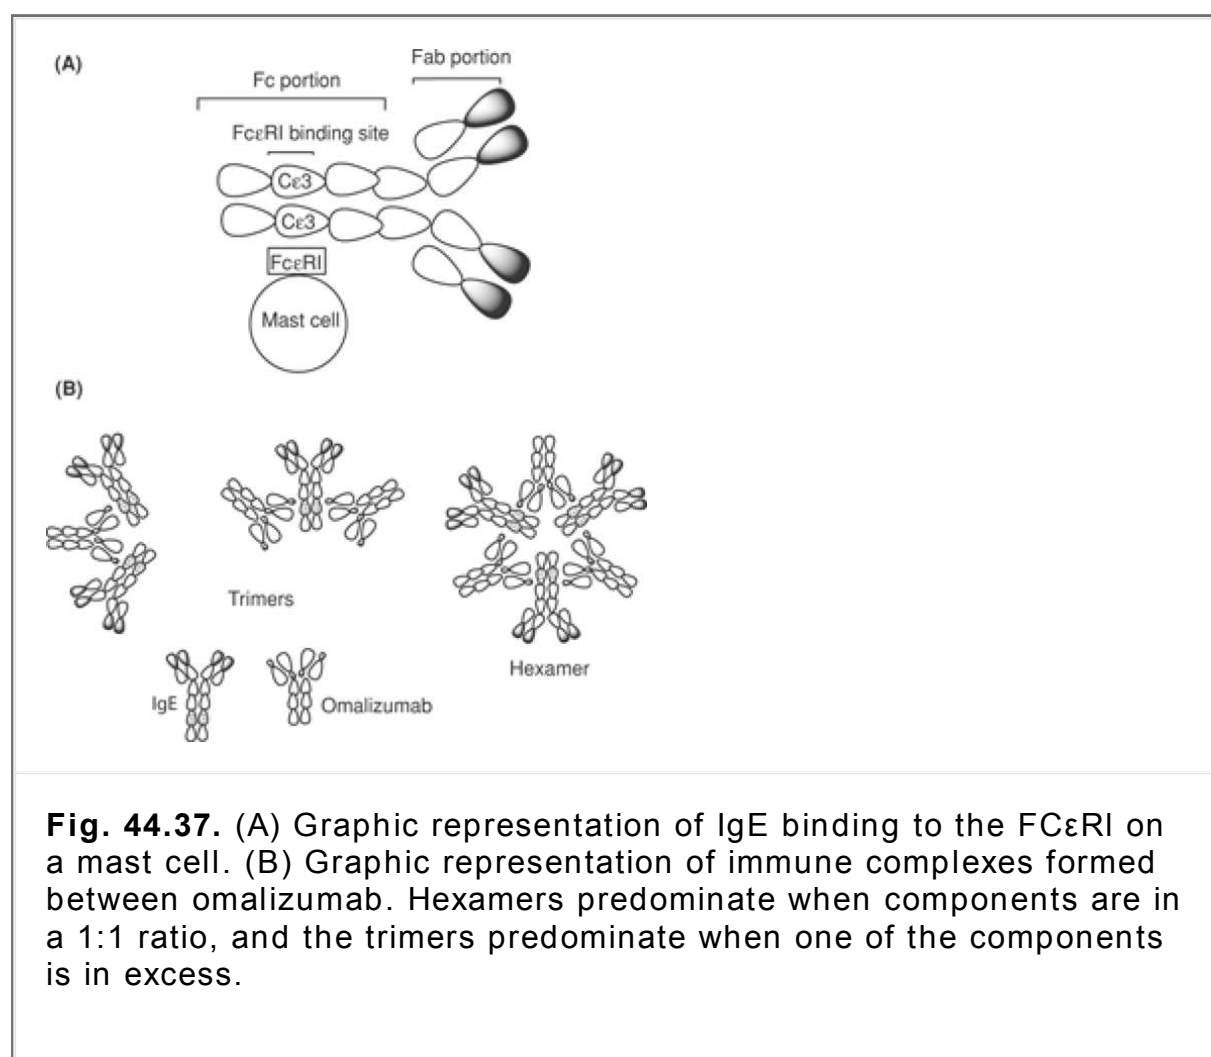 (A)
Fab portion
Fc portion
FcεRI binding site
Cε3
Cε3
FcεRI
Mast cell
(B)
Trimers
Hexamer
IgE
Omalizumab
Fig. 44.37. (A) Graphic representation of IgE binding to the FCεRI on
a mast cell. (B) Graphic representation of immune complexes formed
between omalizumab. Hexamers predominate when components are in
a 1:1 ratio, and the trimers predominate when one of the components
is in excess.